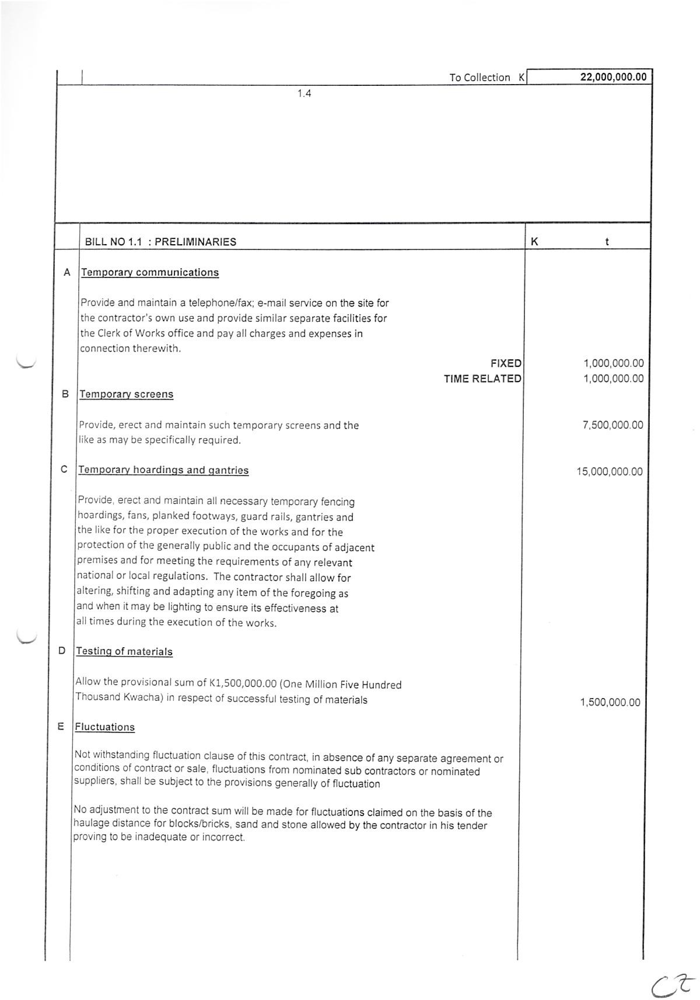 To Collection K 22,000,000.00
1.4
BILL NO 1.1 : PRELIMINARIES K t
A Temporary communications
Provide and maintain a telephone/fax; e-mail service on the site for
the contractor's own use and provide similar separate facilities for
the Clerk of Works office and pay all charges and expenses in
connection therewith.
FIXED 1,000,000.00
TIME RELATED 1,000,000.00
B Temporary screens
Provide, erect and maintain such temporary screens and the 7,500,000.00
like as may be specifically required.
C Temporary hoardings and gantries 15,000,000.00
Provide, erect and maintain all necessary temporary fencing
hoardings, fans, planked footways, guard rails, gantries and
the like for the proper execution of the works and for the
protection of the generally public and the occupants of adjacent
premises and for meeting the requirements of any relevant
national or local regulations. The contractor shall allow for
altering, shifting and adapting any item of the foregoing as
and when it may be lighting to ensure its effectiveness at
all times during the execution of the works.
D Testing of materials
Allow the provisional sum of K1,500,000.00 (One Million Five Hundred
Thousand Kwacha) in respect of successful testing of materials 1,500,000.00
E Fluctuations
Not withstanding fluctuation clause of this contract, in absence of any separate agreement or
conditions of contract or sale, fluctuations from nominated sub contractors or nominated
suppliers, shall be subject to the provisions generally of fluctuation
No adjustment to the contract sum will be made for fluctuations claimed on the basis of the
haulage distance for blocks/bricks, sand and stone allowed by the contractor in his tender
proving to be inadequate or incorrect.